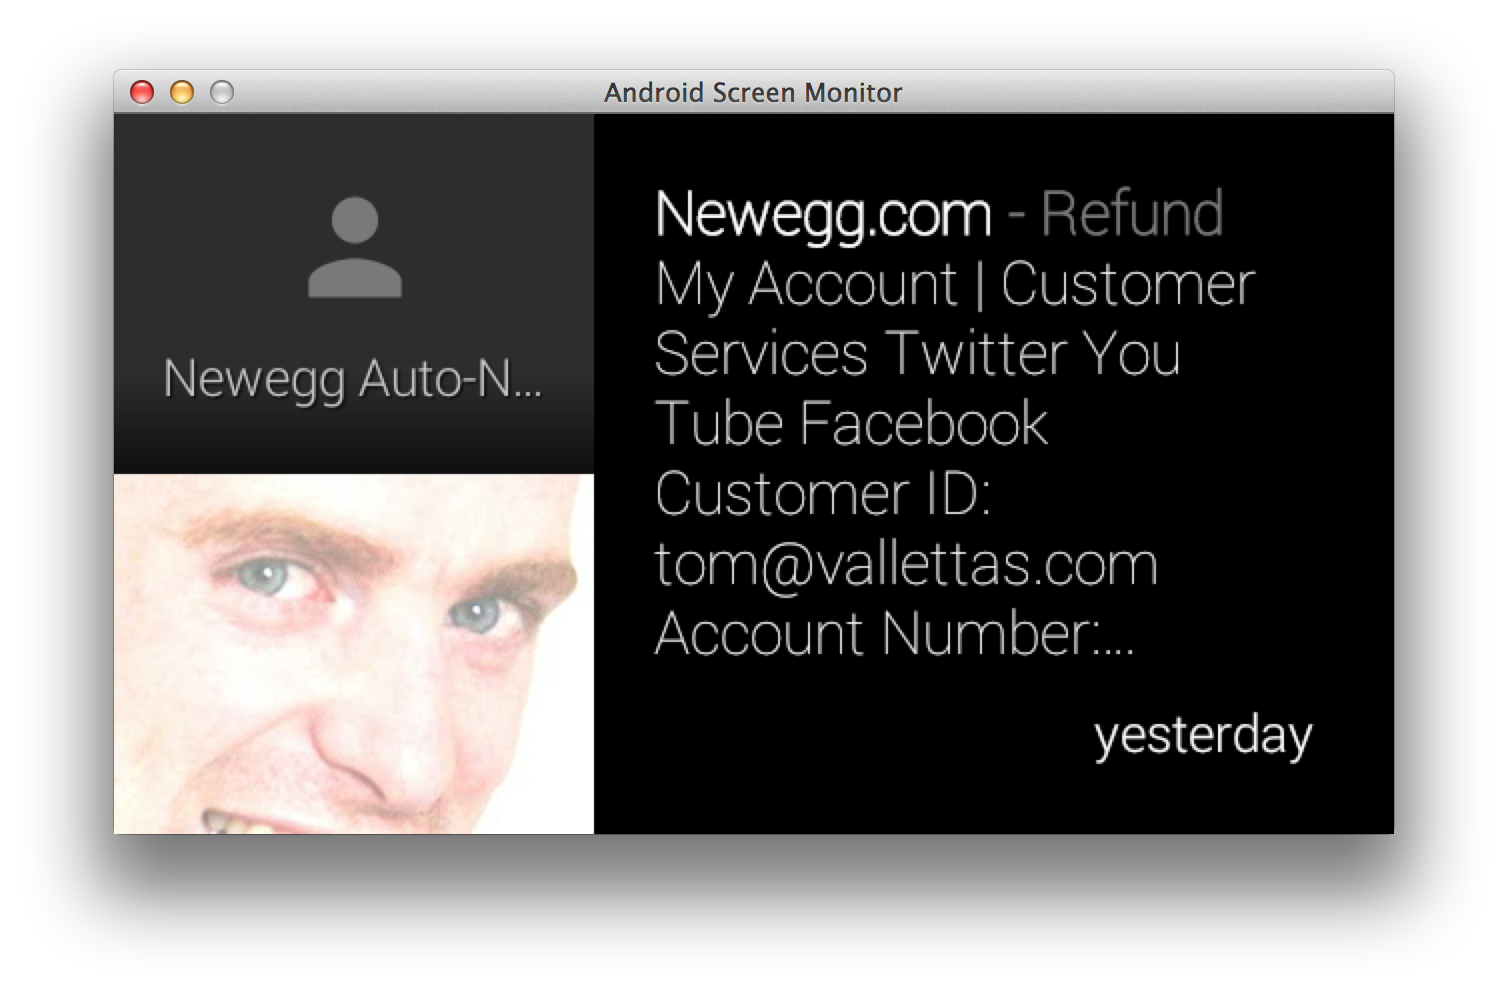 Android Screen Monitor
Newegg Auto-N...
Newegg.com - Refund
My Account | Customer
Services Twitter You
Tube Facebook
Customer ID:
tom@vallettas.com
Account Number:...
yesterday